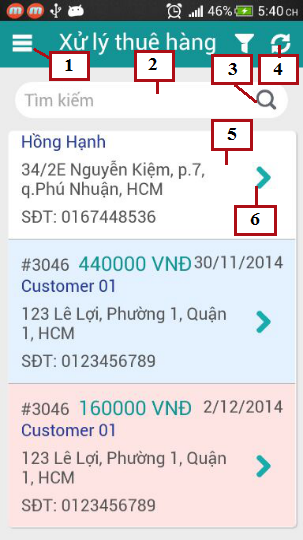 46% 5:40 CH
Xử lý thuê hàng
1
2
3
4
Tìm kiếm
5
Hồng Hạnh
34/2E Nguyễn Kiệm, p.7,
q.Phú Nhuận, HCM
SĐT: 0167448536
6
#3046 440000 VNĐ 30/11/2014
Customer 01
123 Lê Lợi, Phường 1, Quận
1, HCM
SĐT: 0123456789
#3046 160000 VNĐ 2/12/2014
Customer 01
123 Lê Lợi, Phường 1, Quận
1, HCM
SĐT: 0123456789